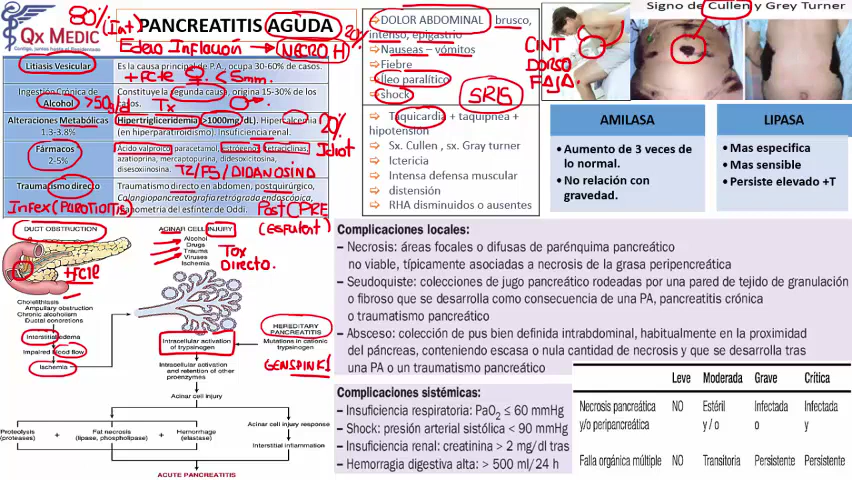 80% (Int)
Qx MEDIC
Contigo, juntos hasta el Residentado
PANCREATITIS AGUDA
20%
Edema Inflación → NECRO, H
Litiasis Vesicular
Es la causa principal de P.A., ocupa 30-60% de casos.
+FCte < 5mm.
Ingestión Crónica de Alcohol >50g/d
Constituye la segunda causa, origina 15-30% de los casos.
Tx
Alteraciones Metabólicas
1.3-3.8%
Hipertrigliceridemia (>1000mg/dL). Hipercalcemia
(en hiperparatiroidismo). Insuficiencia renal.
20%
Fármacos
2-5%
Acido valproico, paracetamol, estrógenos, tetraciclinas,
azatioprina, mercaptopurina, didesoxicitosina,
desoxiinosina.
Idiot
TZ/FS/DIDANOSINA
Traumatismo directo
Traumatismo directo en abdomen, postquirúrgico,
Colangiopancreatografía retrógrada endoscópica,
manometría del esfínter de Oddi.
Infex (PAROTIDITIS)
Post CPRE
(Esfulont)
DOLOR ABDOMINAL brusco,
intenso, epigastrio
Nauseas – vómitos
Fiebre
Íleo paralítico
shock
SRIS
Taquicardia + taquipnea +
hipotensión
Sx. Cullen , sx. Gray turner
Ictericia
Intensa defensa muscular
distensión
RHA disminuidos o ausentes
Signo de Cullen y Grey Turner
CINT
DORSO
FAJA
AMILASA
Aumento de 3 veces de
lo normal.
No relación con
gravedad.
LIPASA
Mas especifica
Mas sensible
Persiste elevado +T
DUCT OBSTRUCTION
+FCte
Cholelithiasis
Ampullary obstruction
Chronic alcoholism
Ductal concretions
Interstitial edema
Impaired blood flow
Ischemia
ACINAR CELL INJURY
Alcohol
Drugs
Trauma
Viruses
Ischemia
Tox
Directo.
HEREDITARY
PANCREATITIS
Mutations in cationic
trypsinogen
GENSPINK1
Intracellular activation
of trypsinogen
Intracellular activation
and retention of other
proenzymes
Acinar cell injury
Proteolysis
(proteases)
+
Fat necrosis
(lipase, phospholipase)
+
Hemorrhage
(elastase)
Acinar cell injury response
Interstitial inflammation
ACUTE PANCREATITIS
Complicaciones locales:
– Necrosis: áreas focales o difusas de parénquima pancreático
no viable, típicamente asociadas a necrosis de la grasa peripencreática
– Seudoquiste: colecciones de jugo pancreático rodeadas por una pared de tejido de granulación
o fibroso que se desarrolla como consecuencia de una PA, pancreatitis crónica
o traumatismo pancreático
– Absceso: colección de pus bien definida intrabdominal, habitualmente en la proximidad
del páncreas, conteniendo escasa o nula cantidad de necrosis y que se desarrolla tras
una PA o un traumatismo pancreático
Complicaciones sistémicas:
– Insuficiencia respiratoria: PaO2 ≤ 60 mmHg
– Shock: presión arterial sistólica < 90 mmHg
– Insuficiencia renal: creatinina > 2 mg/dl tras
– Hemorragia digestiva alta: > 500 ml/24 h
Leve Moderada Grave Crítica
Necrosis pancreática NO Estéril Infectada Infectada
y/o peripancreática y / o o y
Falla orgánica múltiple NO Transitoria Persistente Persistente